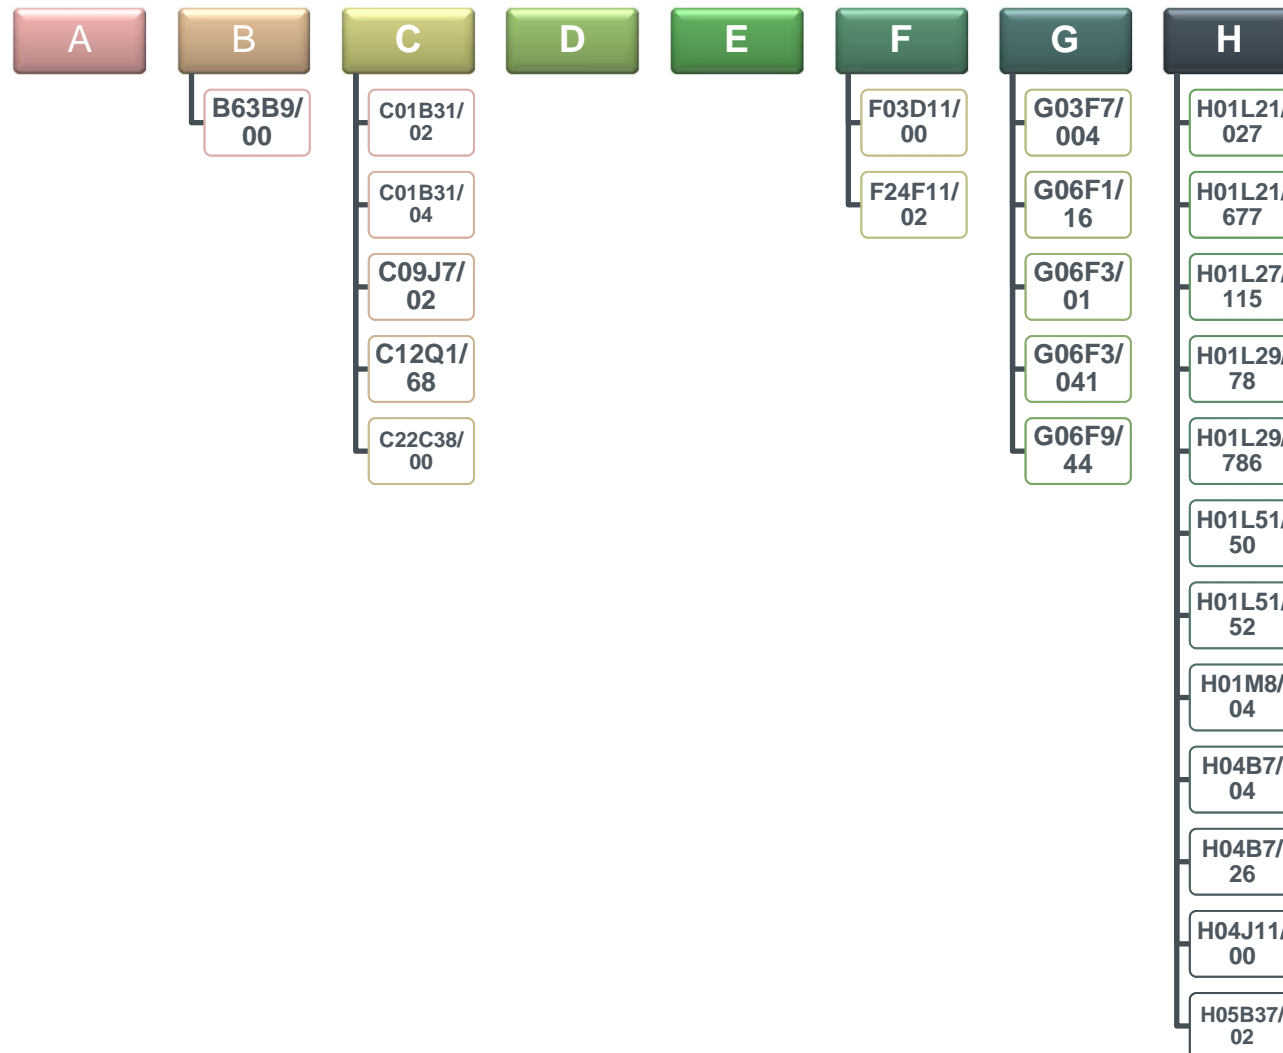 A
B
C
D
E
F
G
H
B63B9/
00
C01B31/
02
C01B31/
04
C09J7/
02
C12Q1/
68
C22C38/
00
F03D11/
00
F24F11/
02
G03F7/
004
G06F1/
16
G06F3/
01
G06F3/
041
G06F9/
44
H01L21/
027
H01L21/
677
H01L27/
115
H01L29/
78
H01L29/
786
H01L51/
50
H01L51/
52
H01M8/
04
H04B7/
04
H04B7/
26
H04J11/
00
H05B37/
02